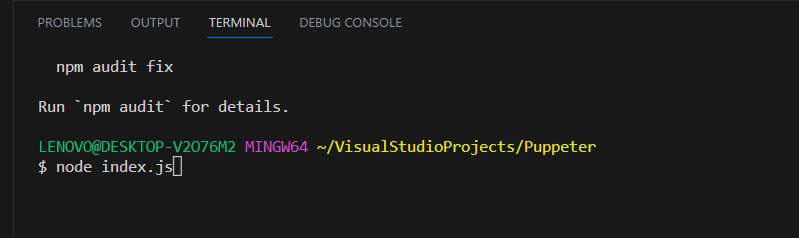 PROBLEMS OUTPUT TERMINAL DEBUG CONSOLE
npm audit fix
Run `npm audit` for details.
LENOVO@DESKTOP-V2O76M2 MINGW64 ~/VisualStudioProjects/Puppeter
$ node index.js